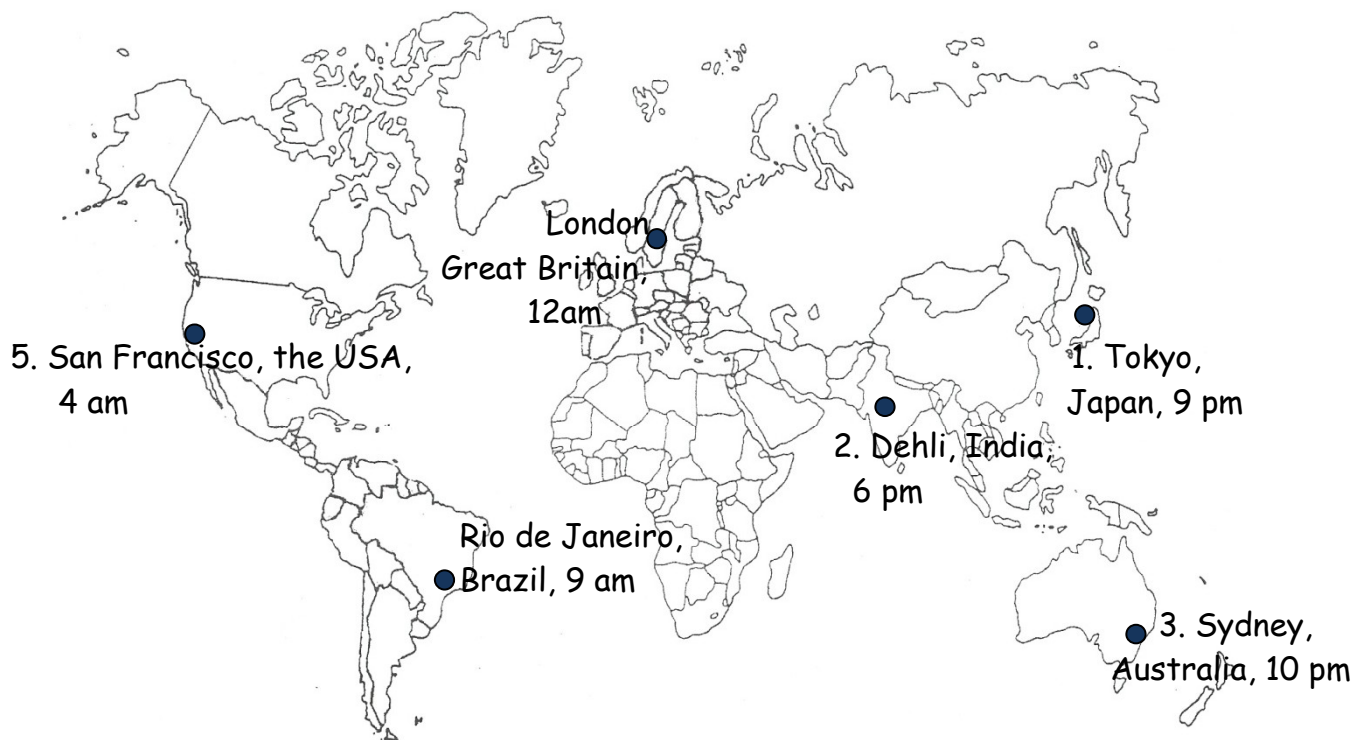 London
Great Britain,
12am
5. San Francisco, the USA,
4 am
1. Tokyo,
Japan, 9 pm
2. Dehli, India,
6 pm
Rio de Janeiro,
Brazil, 9 am
3. Sydney,
Australia, 10 pm